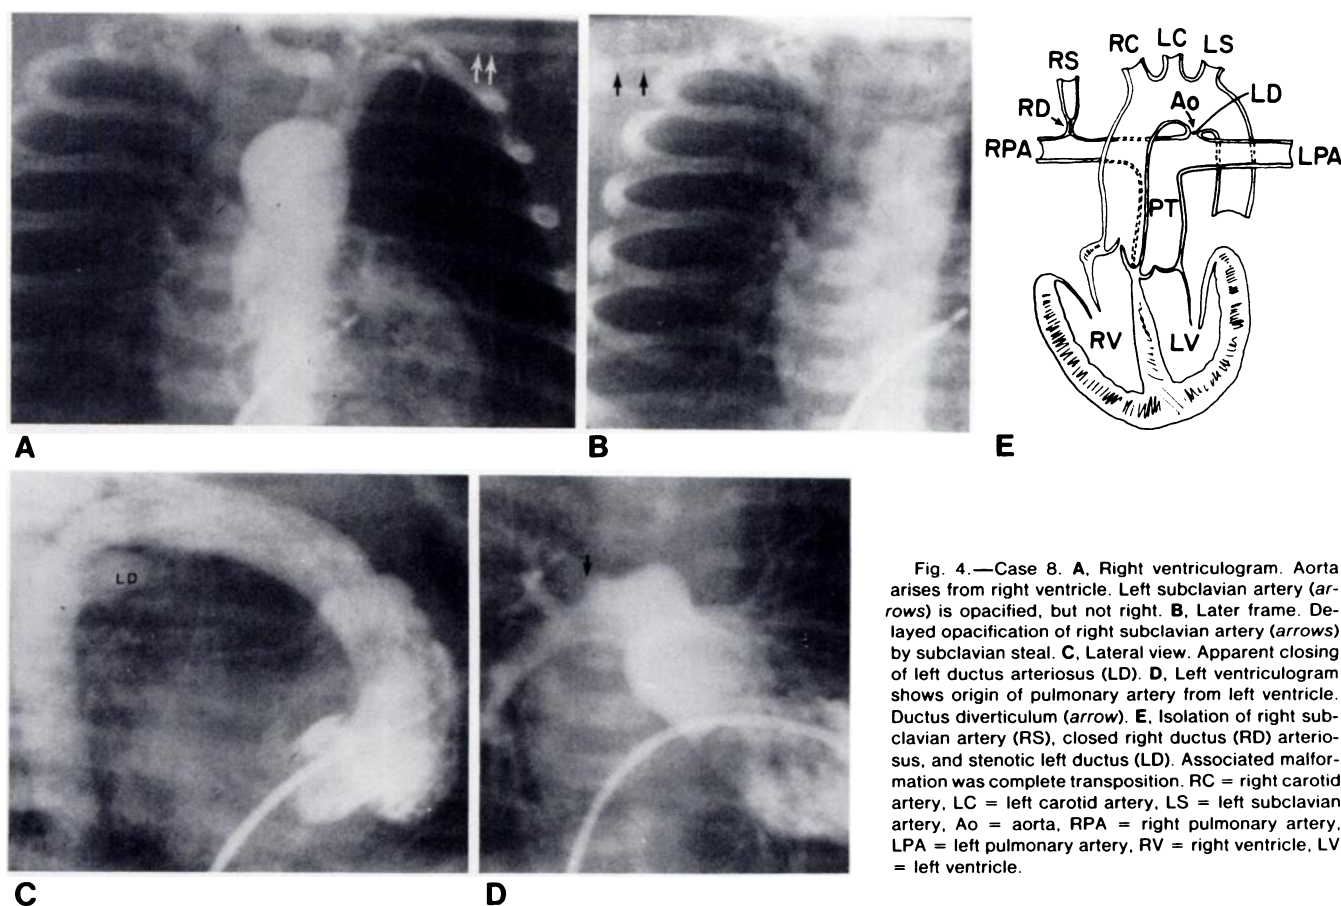 RC LC LS
RS
RD
Ao
LD
RPA
LPA
PT
RV
LV
A
B
E
LD
C
D
Fig. 4.—Case 8. A, Right ventriculogram. Aorta
arises from right ventricle. Left subclavian artery (ar-
rows) is opacified, but not right. B, Later frame. De-
layed opacification of right subclavian artery (arrows)
by subclavian steal. C, Lateral view. Apparent closing
of left ductus arteriosus (LD). D, Left ventriculogram
shows origin of pulmonary artery from left ventricle.
Ductus diverticulum (arrow). E, Isolation of right sub-
clavian artery (RS), closed right ductus (RD) arterio-
sus, and stenotic left ductus (LD). Associated malfor-
mation was complete transposition. RC = right carotid
artery, LC = left carotid artery, LS = left subclavian
artery, Ao = aorta, RPA = right pulmonary artery,
LPA = left pulmonary artery, RV = right ventricle, LV
= left ventricle.